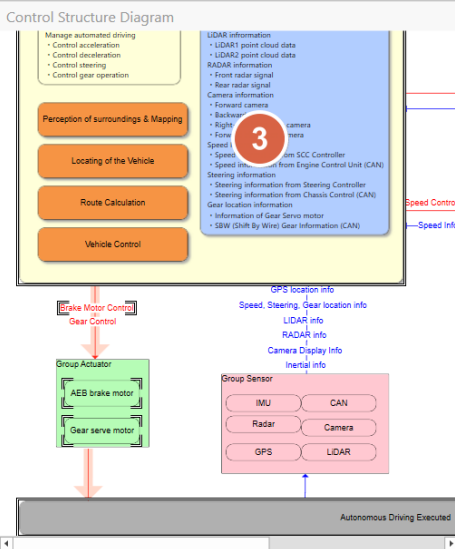 Control Structure Diagram
Manage automated driving
・Control acceleration
・Control deceleration
・Control steering
・Control gear operation
Perception of surroundings & Mapping
Locating of the Vehicle
Route Calculation
Vehicle Control
LiDAR infrormation
・LiDAR1 point cloud data
・LiDAR2 point cloud data
RADAR information
・Front radar signal
・Rear radar signal
Camera information
・Forward camera
・Backwar
・Right camera
・Forw mera
3
Speed i
・Speed from SCC Controller
・Speed information from Engine Control Unit (CAN)
Steering information
・Steering information from Steering Controller
・Steering information from Chassis Control (CAN)
Gear location information
・Information of Gear Servo motor
・SBW (Shift By Wire) Gear Information (CAN)
Speed Contro
Speed Info
Brake Motor Control
Gear Control
GPS location info
Speed, Steering, Gear location info
LIDAR info
RADAR info
Camera Display Info
Inertial info
Group Actuator
AEB brake motor
Gear serve motor
Group Sensor
IMU
CAN
Radar
Camera
GPS
LiDAR
Autonomous Driving Executed